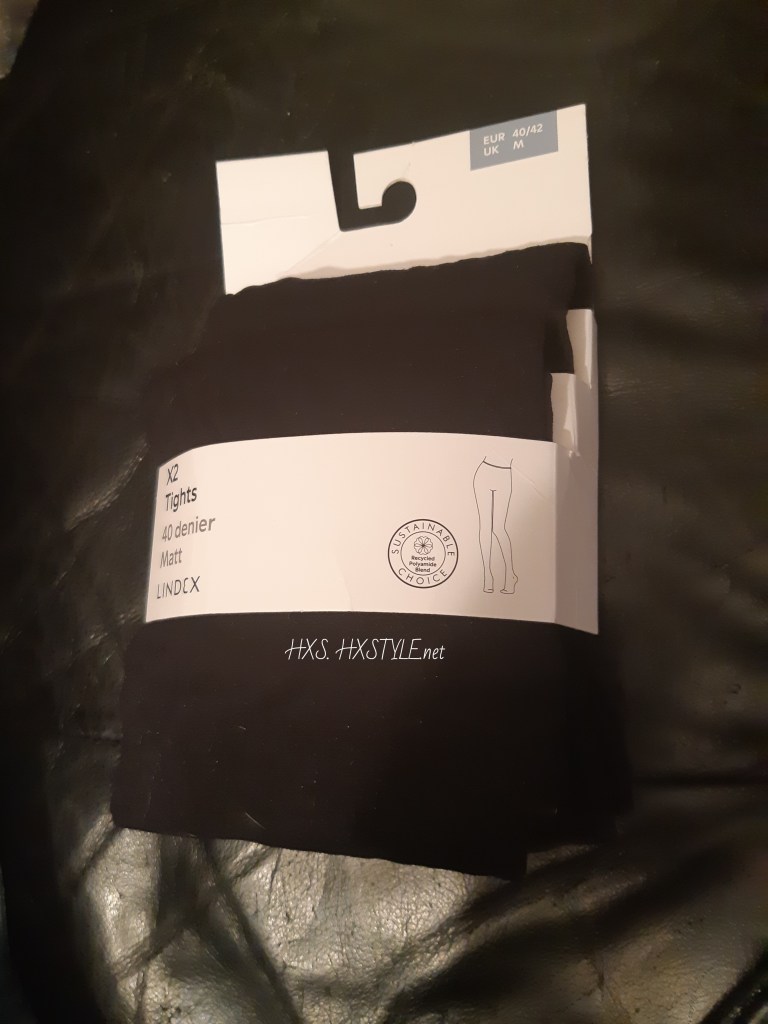 EUR 40/42
UK M
X2
Tights
40 denier
Matt
LINDEX
SUSTAINABLE
Recycled
Polyamide
Blend
CHOICE
HXS. HXSTYLE.net